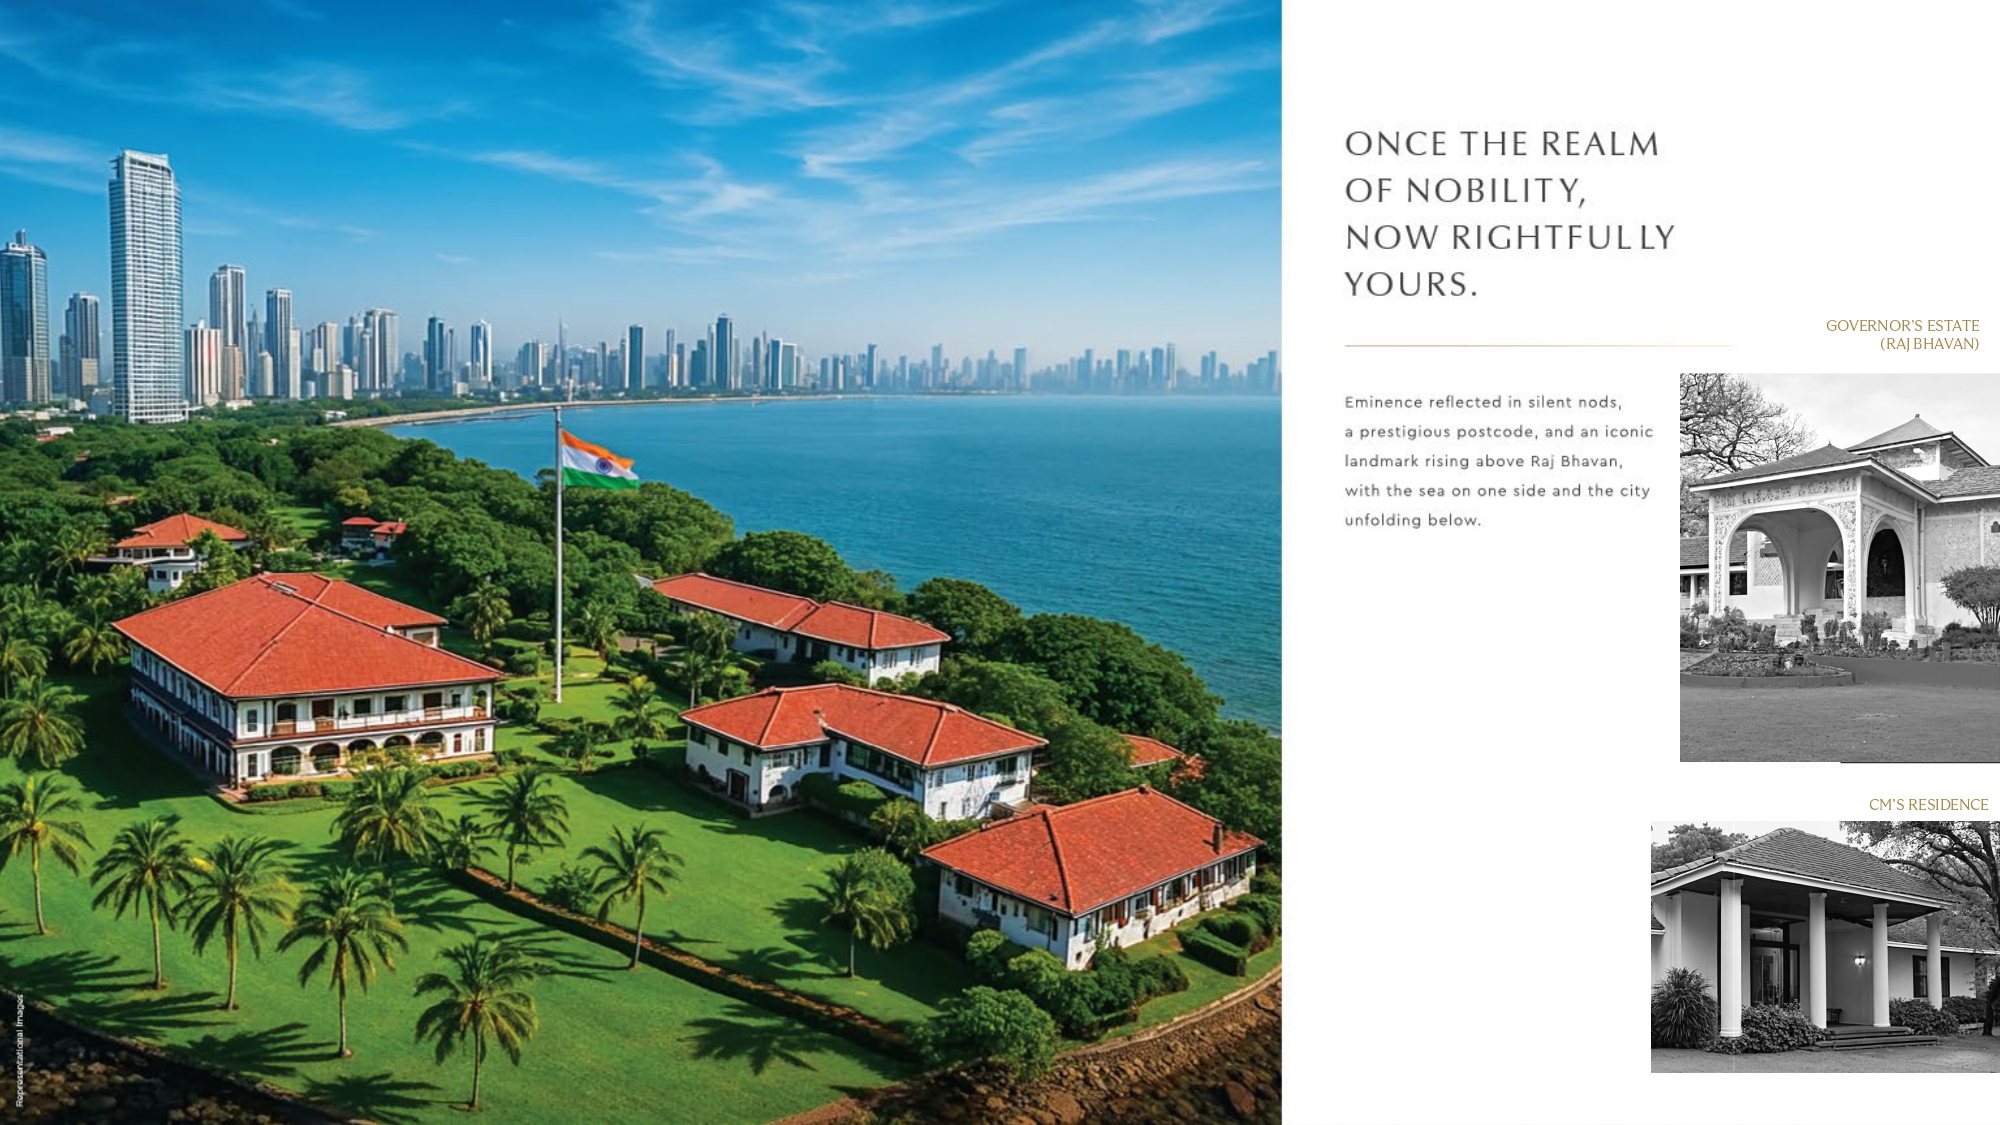 ONCE THE REALM
OF NOBILITY,
NOW RIGHTFULLY
YOURS.
Eminence reflected in silent nods,
a prestigious postcode, and an iconic
landmark rising above Raj Bhavan,
with the sea on one side and the city
unfolding below.
GOVERNOR'S ESTATE
(RAJ BHAVAN)
CM'S RESIDENCE
Representational Images